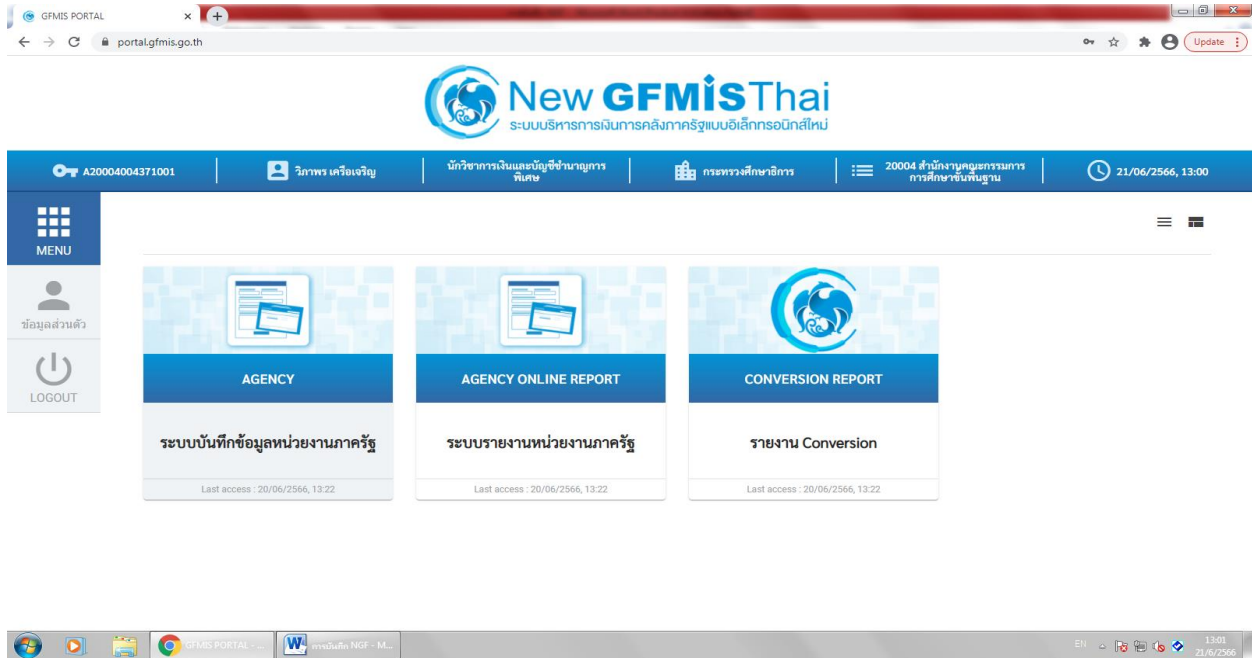 GFMIS PORTAL
portal.gfmis.go.th
Update
New GFMIS Thai
ระบบบริหารการเงินการคลังภาครัฐแบบอิเล็กทรอนิกส์ใหม่
A20004004371001
วิภาพร เครือเจริญ
นักวิชาการเงินและบัญชีชำนาญการ
พิเศษ
กระทรวงศึกษาธิการ
20004 สำนักงานคณะกรรมการ
การศึกษาขั้นพื้นฐาน
21/06/2566, 13:00
MENU
ข้อมูลส่วนตัว
LOGOUT
AGENCY
AGENCY ONLINE REPORT
CONVERSION REPORT
ระบบบันทึกข้อมูลหน่วยงานภาครัฐ
ระบบรายงานหน่วยงานภาครัฐ
รายงาน Conversion
Last access : 20/06/2566, 13:22
Last access : 20/06/2566, 13:22
Last access : 20/06/2566, 13:22
GFMIS PORTAL - ...
การบันทึก NGF - M...
EN
13:01
21/6/2566